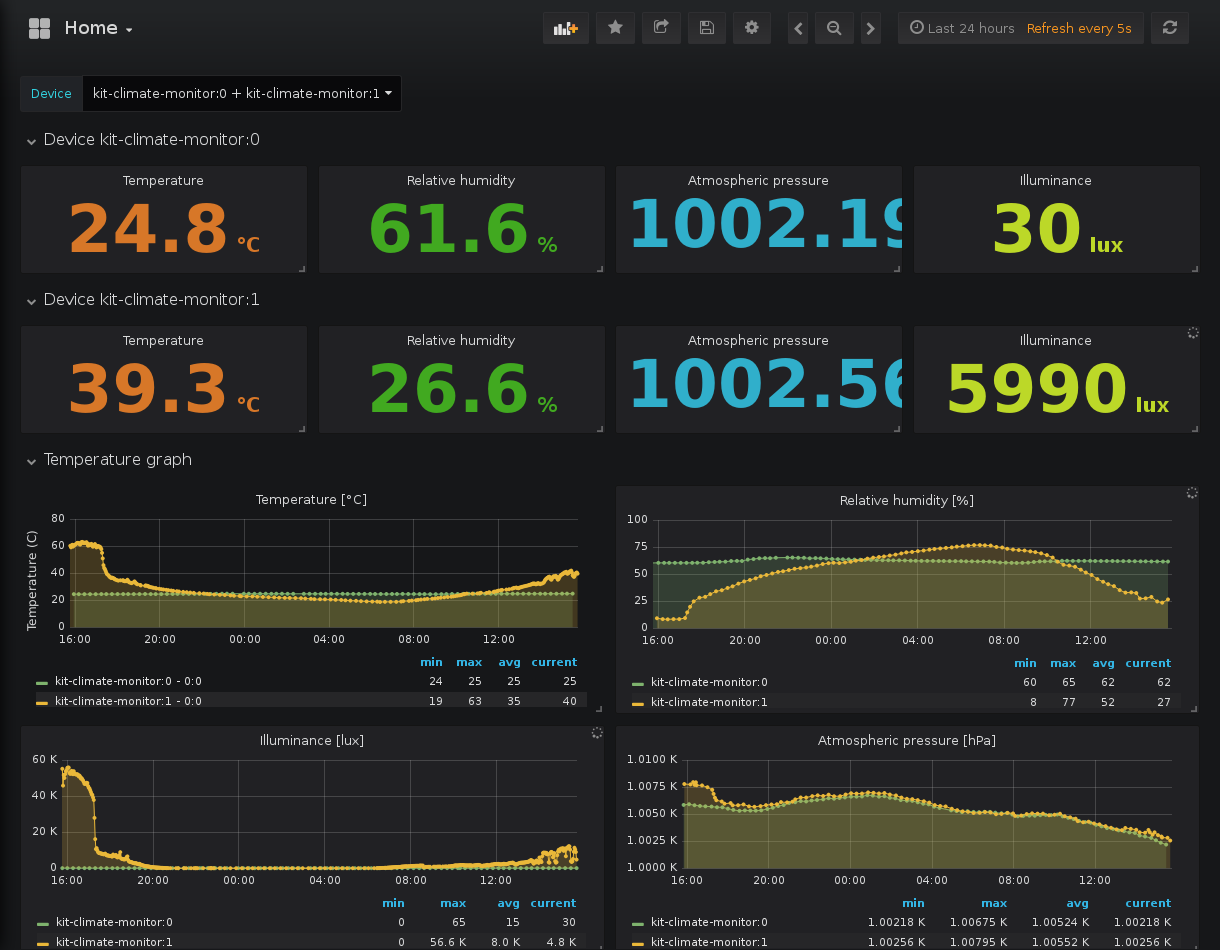 Home
Last 24 hours Refresh every 5s
Device kit-climate-monitor:0 + kit-climate-monitor:1
Device kit-climate-monitor:0
Temperature Relative humidity Atmospheric pressure Illuminance
24.8 °C 61.6 % 1002.19 30 lux
Device kit-climate-monitor:1
Temperature Relative humidity Atmospheric pressure Illuminance
39.3 °C 26.6 % 1002.56 5990 lux
Temperature graph
Temperature [°C]
Temperature (C)
80
60
40
20
0
16:00 20:00 00:00 04:00 08:00 12:00
min max avg current
kit-climate-monitor:0 - 0:0 24 25 25 25
kit-climate-monitor:1 - 0:0 19 63 35 40
Relative humidity [%]
100
75
50
25
0
16:00 20:00 00:00 04:00 08:00 12:00
min max avg current
kit-climate-monitor:0 60 65 62 62
kit-climate-monitor:1 8 77 52 27
Illuminance [lux]
60 K
40 K
20 K
0
16:00 20:00 00:00 04:00 08:00 12:00
min max avg current
kit-climate-monitor:0 0 65 15 30
kit-climate-monitor:1 0 56.6 K 8.0 K 4.8 K
Atmospheric pressure [hPa]
1.0100 K
1.0075 K
1.0050 K
1.0025 K
1.0000 K
16:00 20:00 00:00 04:00 08:00 12:00
min max avg current
kit-climate-monitor:0 1.00218 K 1.00675 K 1.00524 K 1.00218 K
kit-climate-monitor:1 1.00256 K 1.00795 K 1.00552 K 1.00256 K